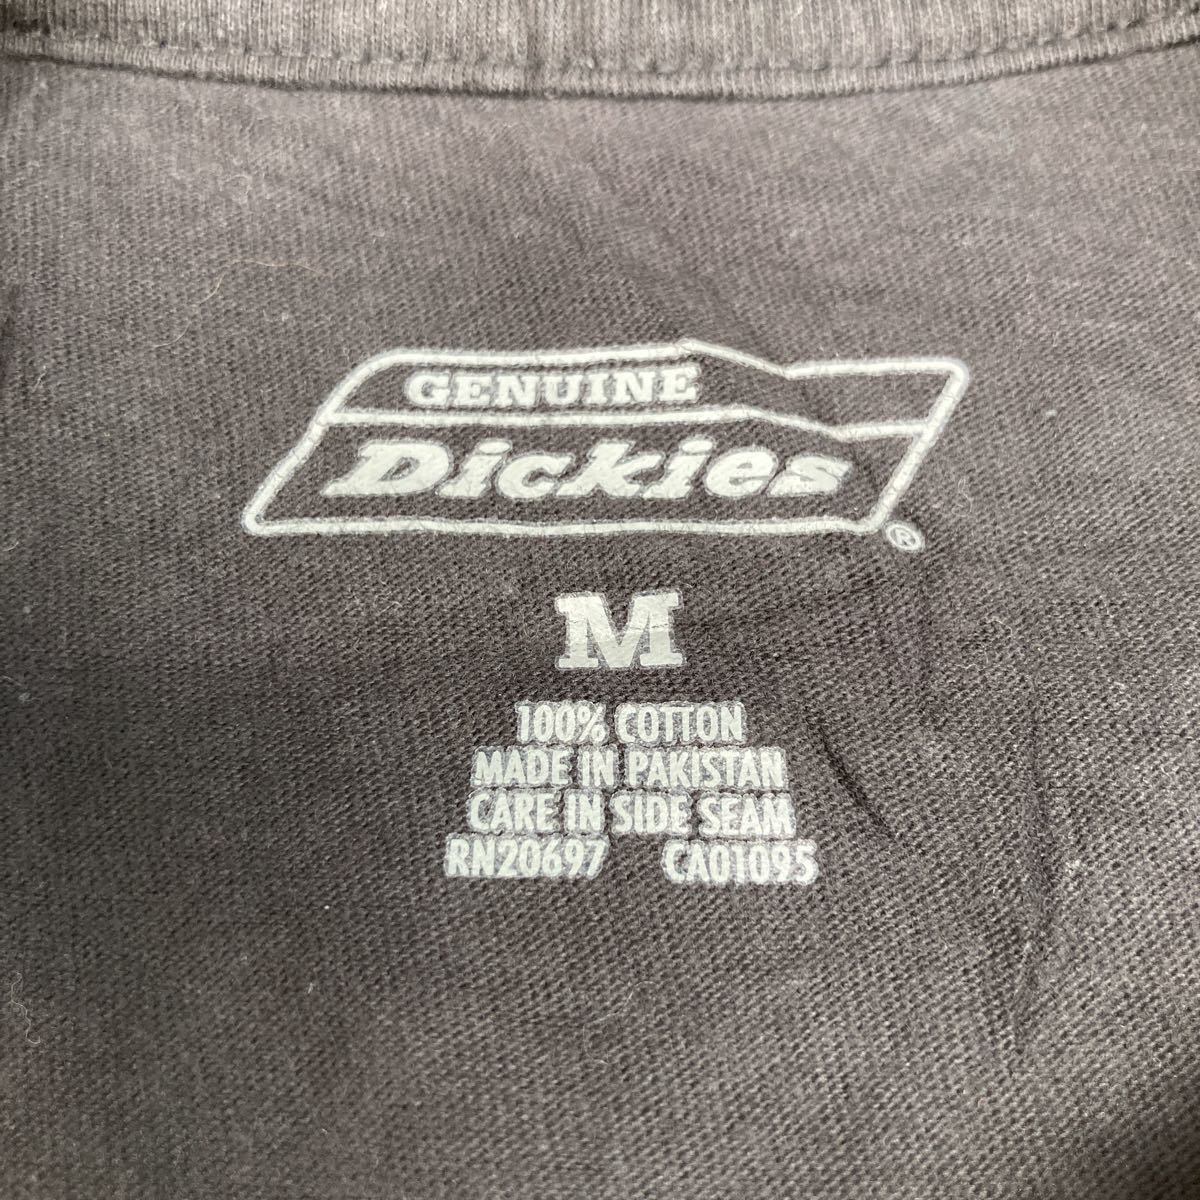 GENUINE
Dickies®
M
100% COTTON
MADE IN PAKISTAN
CARE IN SIDE SEAM
RN20697 CA01095